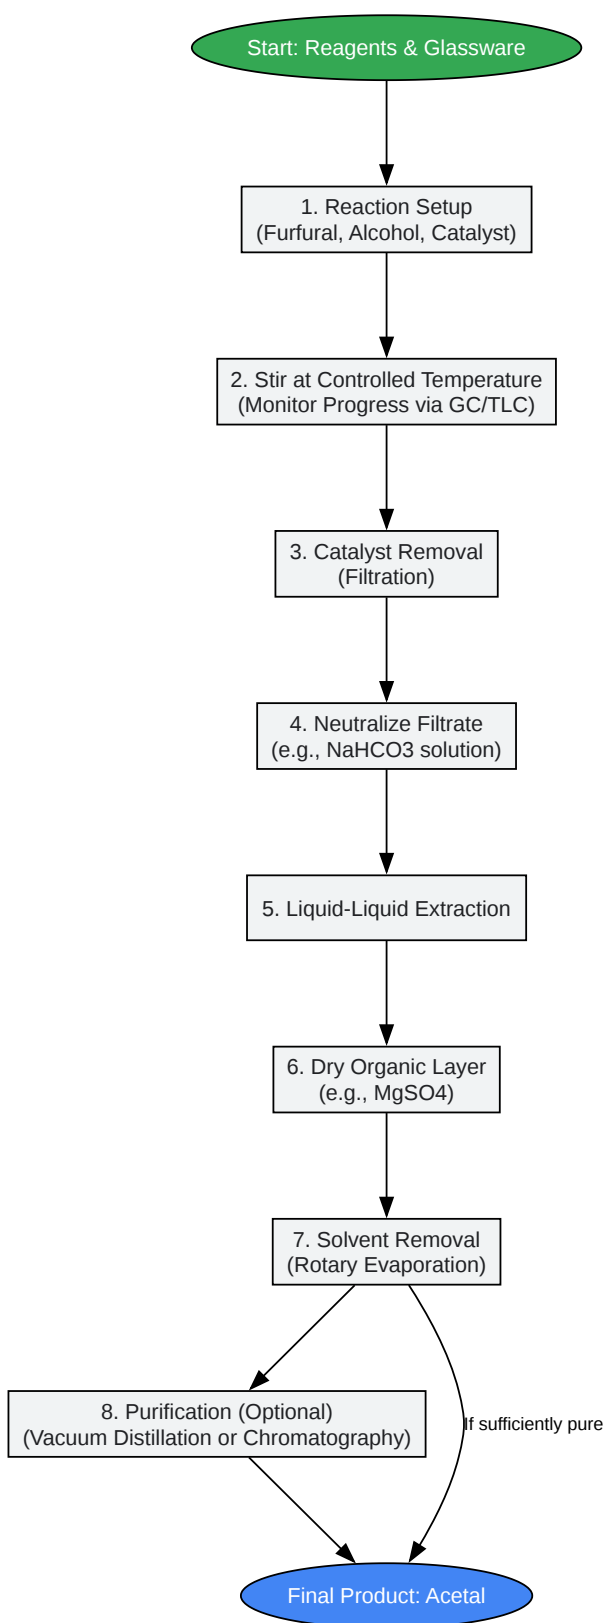 Start: Reagents & Glassware
1. Reaction Setup
(Furfural, Alcohol, Catalyst)
2. Stir at Controlled Temperature
(Monitor Progress via GC/TLC)
3. Catalyst Removal
(Filtration)
4. Neutralize Filtrate
(e.g., NaHCO3 solution)
5. Liquid-Liquid Extraction
6. Dry Organic Layer
(e.g., MgSO4)
7. Solvent Removal
(Rotary Evaporation)
8. Purification (Optional)
(Vacuum Distillation or Chromatography)
If sufficiently pure
Final Product: Acetal